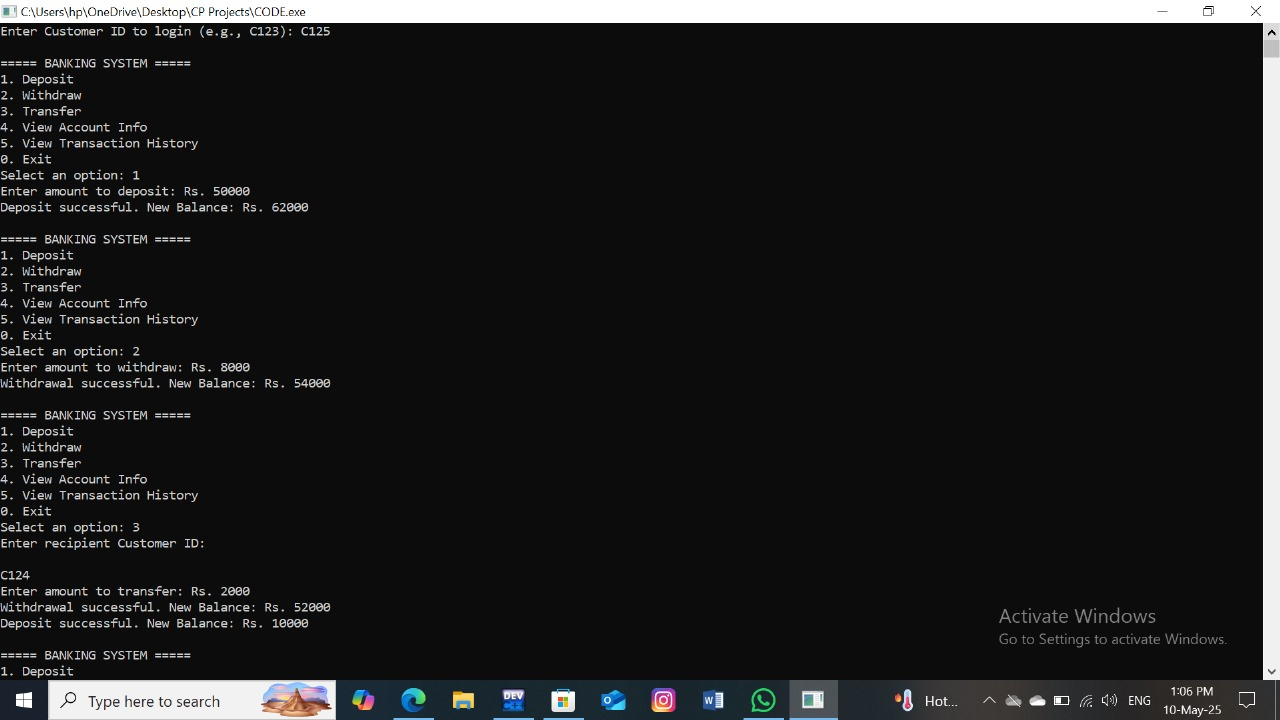 C:\Users\hp\OneDrive\Desktop\CP Projects\CODE.exe
Enter Customer ID to login (e.g., C123): C125
===== BANKING SYSTEM =====
1. Deposit
2. Withdraw
3. Transfer
4. View Account Info
5. View Transaction History
0. Exit
Select an option: 1
Enter amount to deposit: Rs. 50000
Deposit successful. New Balance: Rs. 62000
===== BANKING SYSTEM =====
1. Deposit
2. Withdraw
3. Transfer
4. View Account Info
5. View Transaction History
0. Exit
Select an option: 2
Enter amount to withdraw: Rs. 8000
Withdrawal successful. New Balance: Rs. 54000
===== BANKING SYSTEM =====
1. Deposit
2. Withdraw
3. Transfer
4. View Account Info
5. View Transaction History
0. Exit
Select an option: 3
Enter recipient Customer ID:
C124
Enter amount to transfer: Rs. 2000
Withdrawal successful. New Balance: Rs. 52000
Deposit successful. New Balance: Rs. 10000
===== BANKING SYSTEM =====
1. Deposit
Activate Windows
Go to Settings to activate Windows.
Type here to search
DEV
Hot...
ENG
1:06 PM
10-May-25